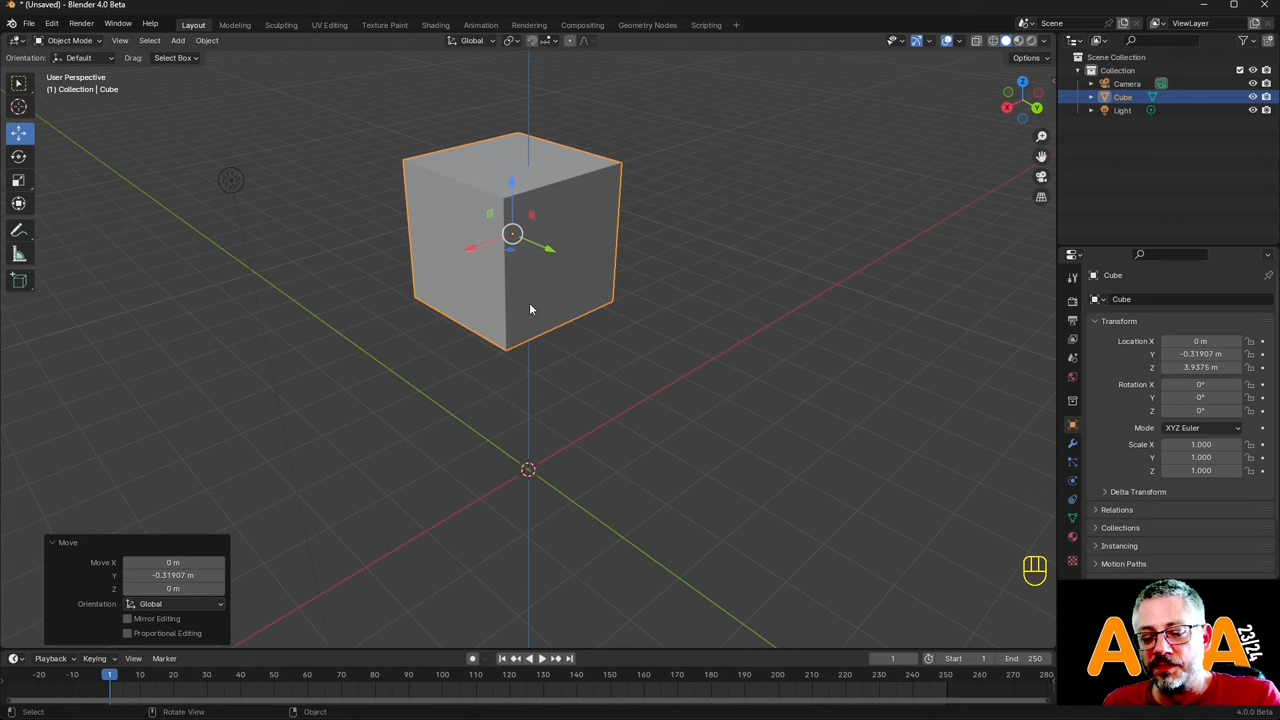 * (Unsaved) - Blender 4.0 Beta
File Edit Render Window Help Layout Modeling Sculpting UV Editing Texture Paint Shading Animation Rendering Compositing Geometry Nodes Scripting + Scene ViewLayer
Object Mode View Select Add Object Global
Orientation: Default Drag: Select Box Options
User Perspective
(1) Collection | Cube
Scene Collection
Collection
Camera
Cube
Light
Z
X
Y
Cube
Cube
Transform
Location X 0 m
Y -0.31907 m
Z 3.9375 m
Rotation X 0°
Y 0°
Z 0°
Mode XYZ Euler
Scale X 1.000
Y 1.000
Z 1.000
Delta Transform
Relations
Collections
Instancing
Motion Paths
Move
Move X 0 m
Y -0.31907 m
Z 0 m
Orientation Global
Mirror Editing
Proportional Editing
A A 23/24
Playback Keying View Marker 1 Start 1 End 250
-20 -10 1 10 20 30 40 50 60 70 80 90 100 110 120 130 140 150 160 170 180 190 200 210 220 230 240 250 260 270 280
Select Rotate View Object 4.0.0 Beta